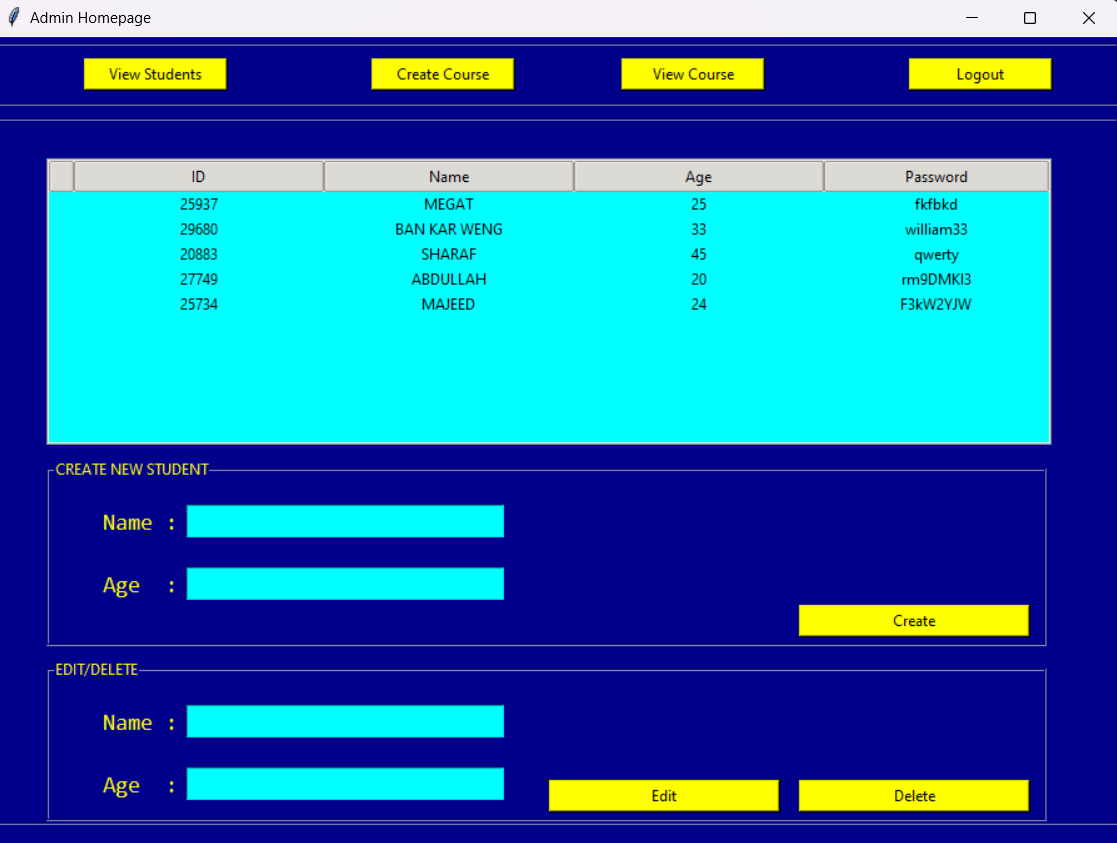 Admin Homepage
View Students Create Course View Course Logout
ID Name Age Password
25937 MEGAT 25 fkfbkd
29680 BAN KAR WENG 33 william33
20883 SHARAF 45 qwerty
27749 ABDULLAH 20 rm9DMKI3
25734 MAJEED 24 F3kW2YJW
CREATE NEW STUDENT
Name :
Age :
Create
EDIT/DELETE
Name :
Age :
Edit Delete